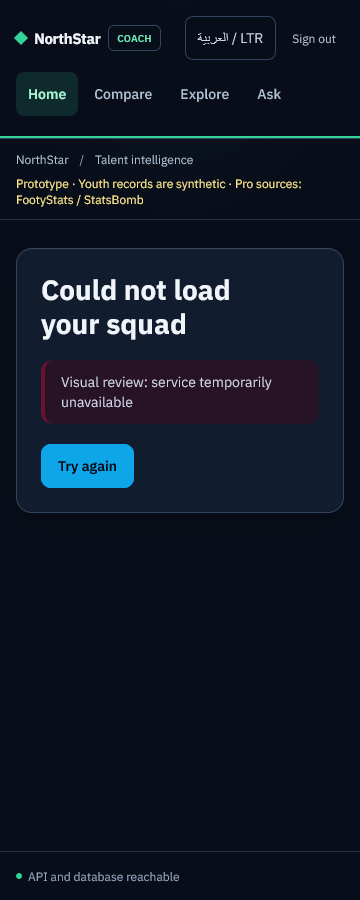 NorthStar
COACH
العربية / LTR
Sign out
Home
Compare
Explore
Ask
NorthStar / Talent intelligence
Prototype · Youth records are synthetic · Pro sources:
FootyStats / StatsBomb
Could not load
your squad
Visual review: service temporarily
unavailable
Try again
API and database reachable